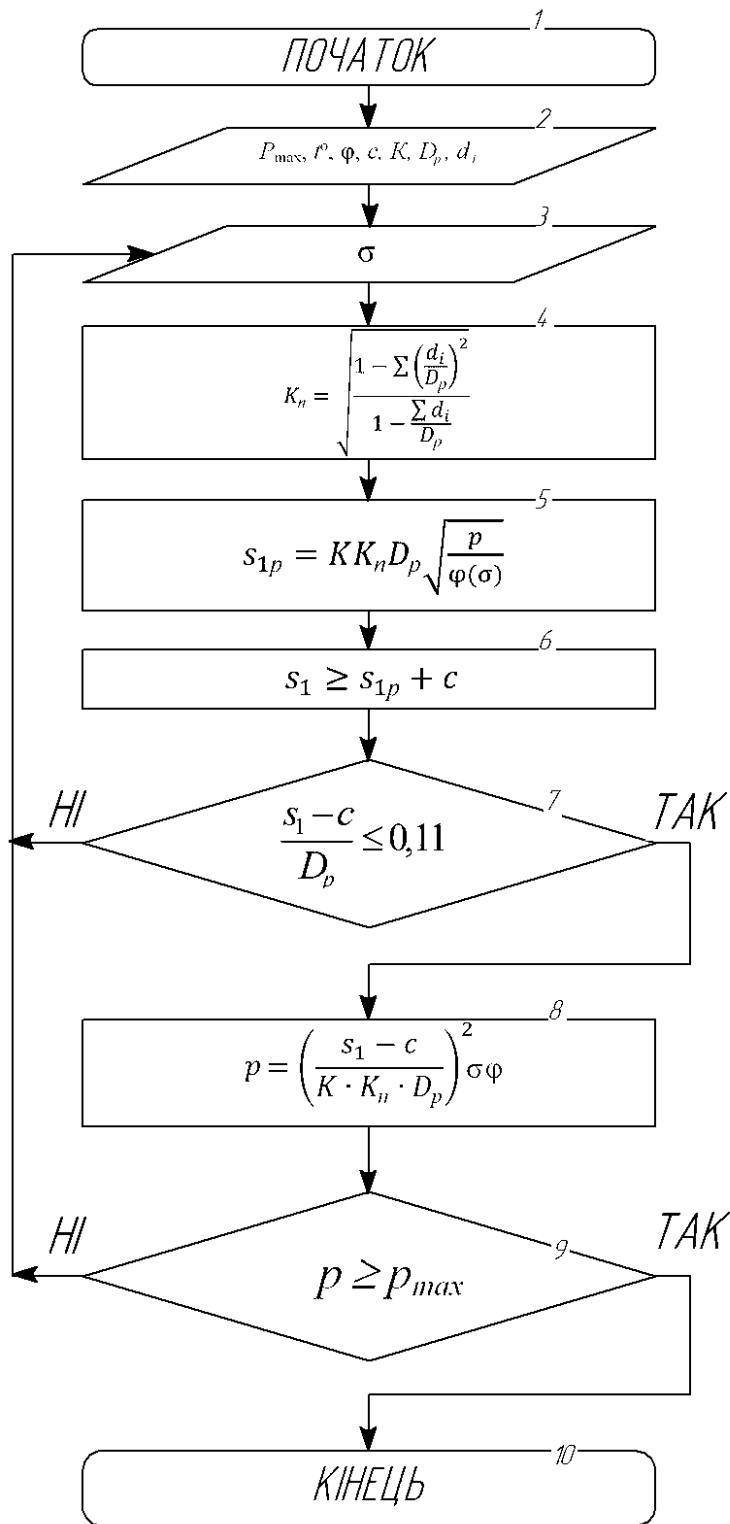 1
ПОЧАТОК
2
P_max, t°, φ, c, K, D_p, d_i
3
σ
4
K_n = √((1 − Σ(d_i/D_p)^2)/(1 − Σd_i/D_p))
5
s_1p = KK_nD_p√(p/φ(σ))
6
s_1 ≥ s_1p + c
7
НІ
ТАК
(s_1 − c)/D_p ≤ 0,11
8
p = ((s_1 − c)/(K · K_n · D_p))^2 σφ
9
НІ
ТАК
p ≥ p_max
10
КІНЕЦЬ